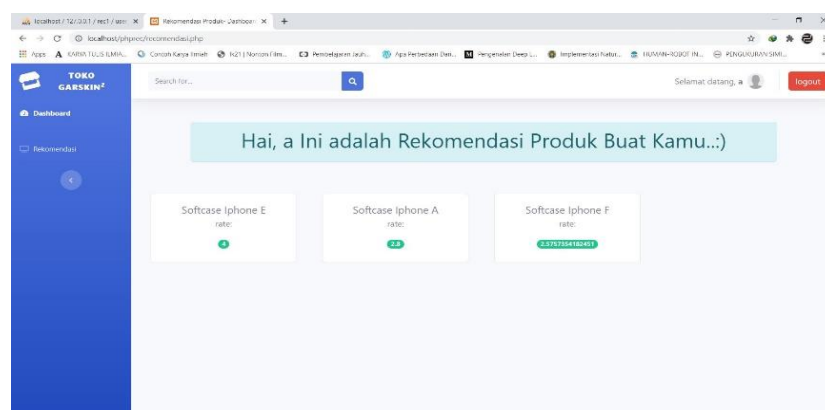 localhost / 127.0.0.1 / rec1 / user
Rekomendasi Produk- Dashboar
localhost/phprec/recomendasi.php
Apps
KARYA TULIS ILMIA...
Contoh Karya Ilmiah
lk21 | Nonton Film...
Pembelajaran Jauh...
Apa Perbedaan Dari...
Pengenalan Deep L...
Implementasi Natur...
HUMAN-ROBOT IN...
PENGUKURAN SIMI...
TOKO
GARSKIN²
Search for...
Selamat datang, a
logout
Dashboard
Rekomendasi
Hai, a Ini adalah Rekomendasi Produk Buat Kamu..:)
Softcase Iphone E
rate:
4
Softcase Iphone A
rate:
2.8
Softcase Iphone F
rate:
2.3757354182451